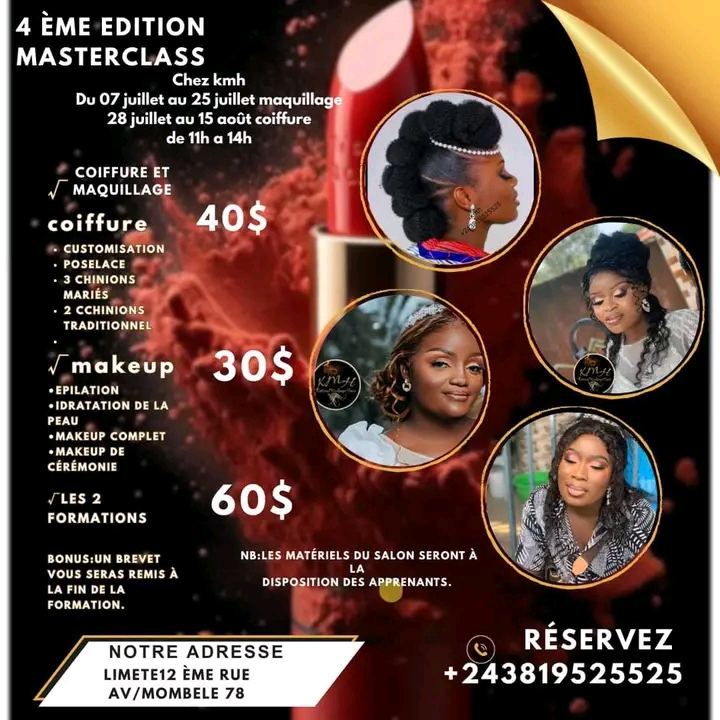 4 ÈME EDITION
MASTERCLASS
Chez kmh
Du 07 juillet au 25 juillet maquillage
28 juillet au 15 août coiffure
de 11h a 14h
√ COIFFURE ET
MAQUILLAGE
coiffure 40$
• CUSTOMISATION
• POSELACE
• 3 CHINIONS
MARIÉS
• 2 CCHINIONS
TRADITIONNEL
•
√makeup 30$
•EPILATION
•IDRATATION DE LA
PEAU
•MAKEUP COMPLET
•MAKEUP DE
CÉRÉMONIE
√LES 2
FORMATIONS
60$
BONUS:UN BREVET
VOUS SERAS REMIS À
LA FIN DE LA
FORMATION.
NB:LES MATÉRIELS DU SALON SERONT À
LA
DISPOSITION DES APPRENANTS.
KMH
KMH
NOTRE ADRESSE
LIMETE12 ÈME RUE
AV/MOMBELE 78
RÉSERVEZ
+243819525525